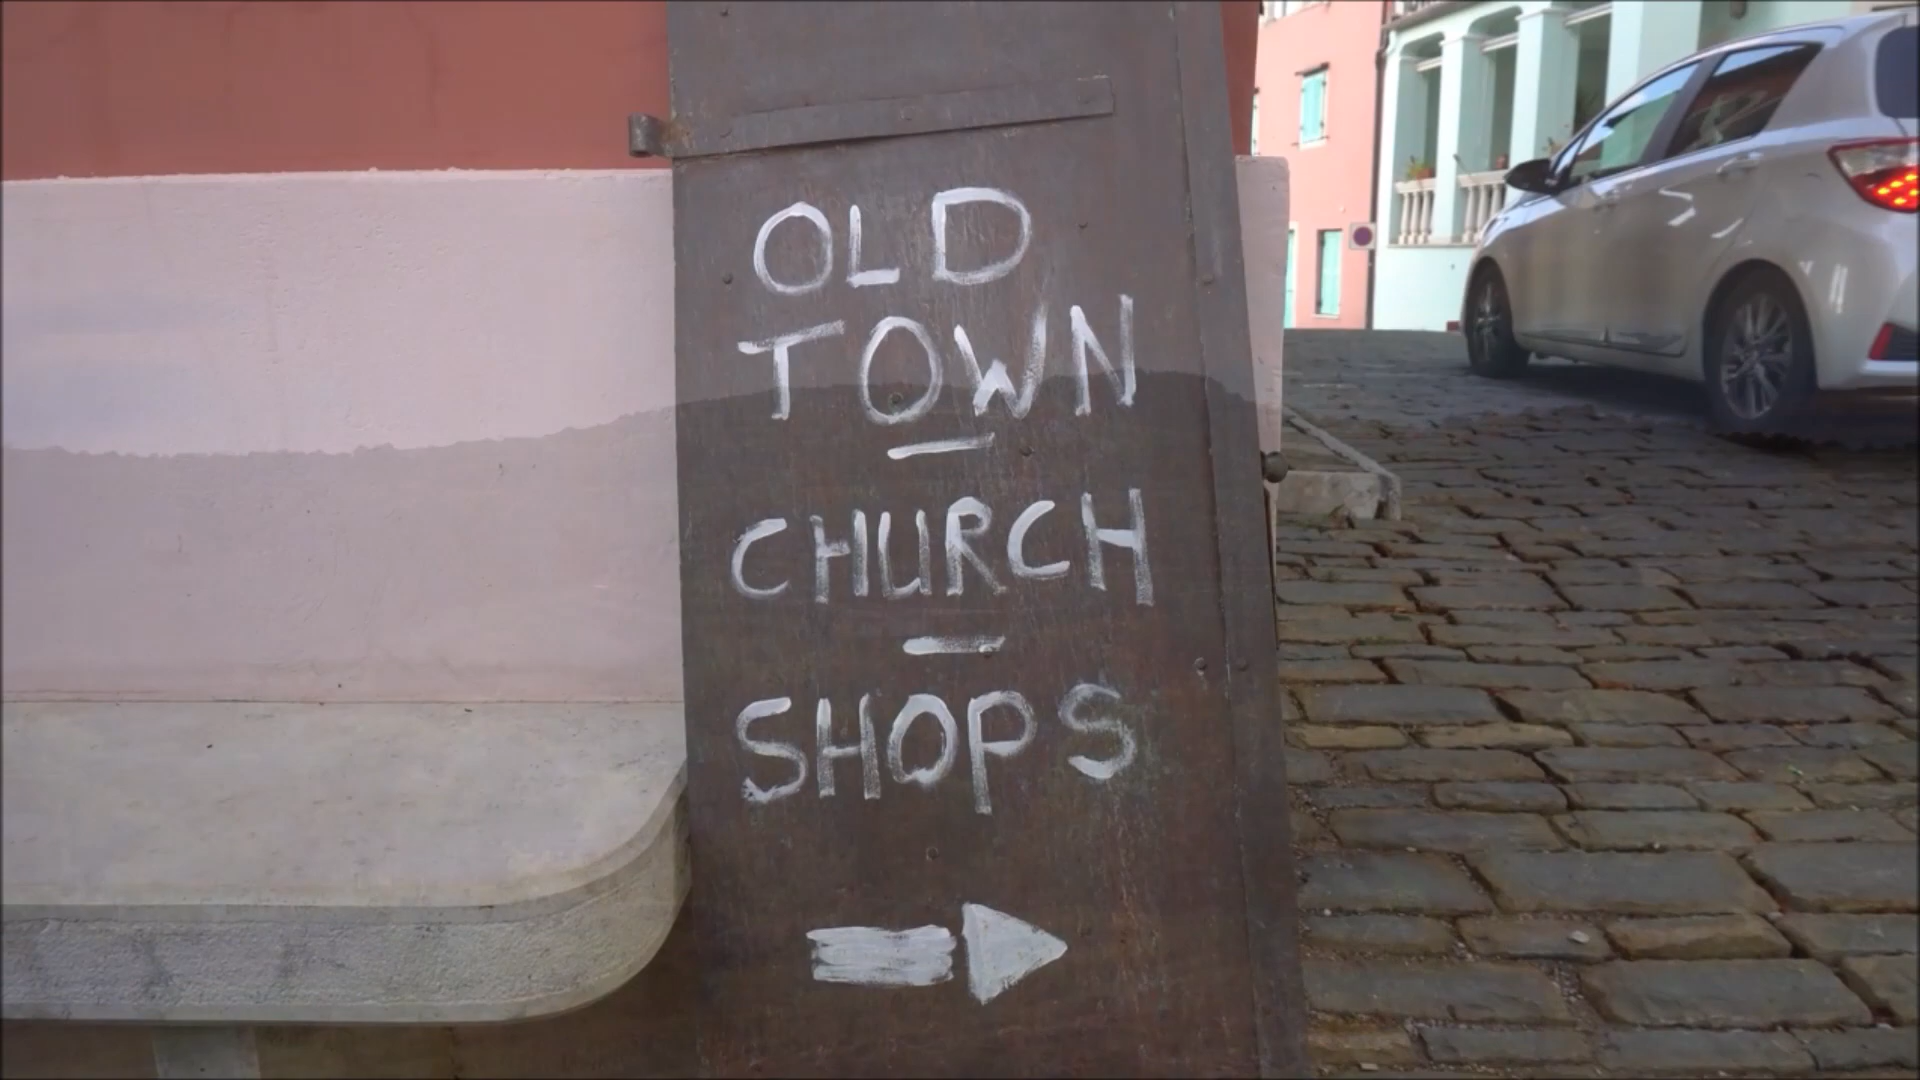 OLD
TOWN
–
CHURCH
–
SHOPS